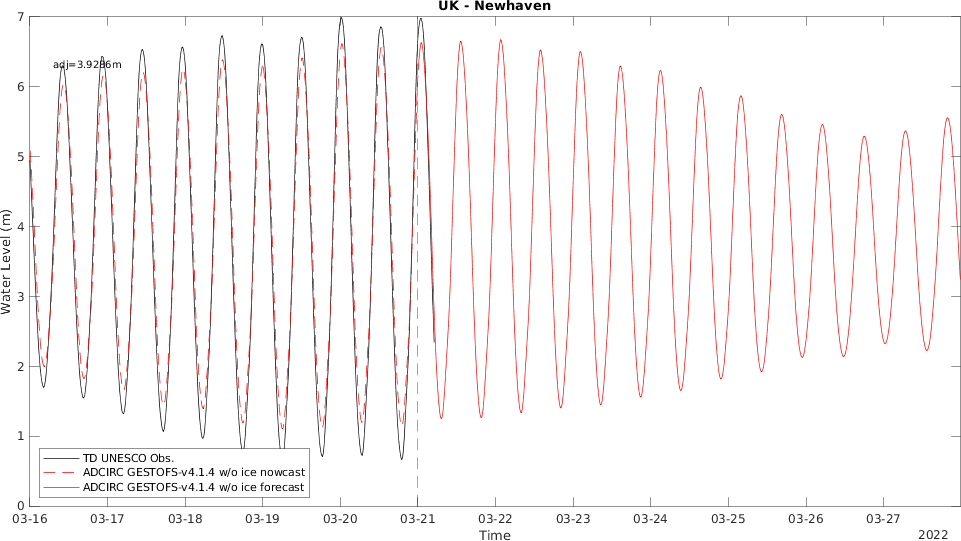 UK - Newhaven
7
6
5
4
3
2
1
0
Water Level (m)
adj=3.9286m
TD UNESCO Obs.
ADCIRC GESTOFS-v4.1.4 w/o ice nowcast
ADCIRC GESTOFS-v4.1.4 w/o ice forecast
03-16 03-17 03-18 03-19 03-20 03-21 03-22 03-23 03-24 03-25 03-26 03-27
Time
2022